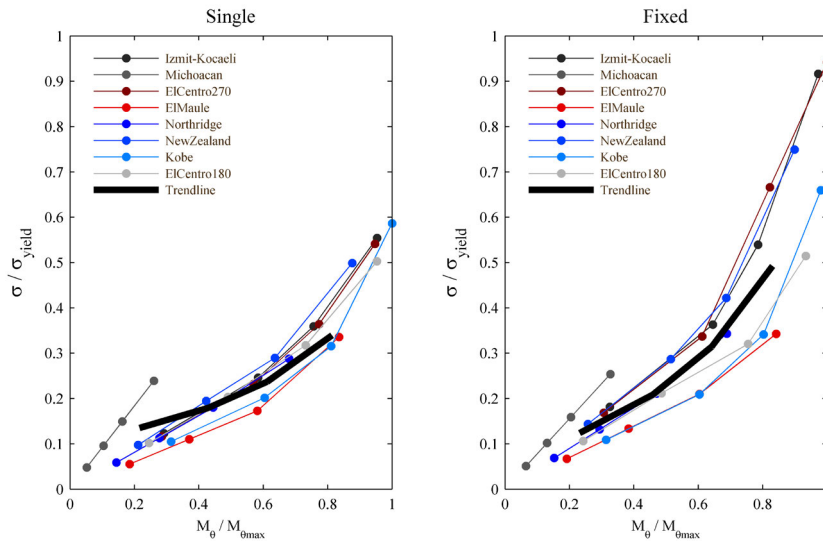 Single
1
0.9
0.8
0.7
0.6
0.5
0.4
0.3
0.2
0.1
0
σ / σyield
Izmit-Kocaeli
Michoacan
ElCentro270
ElMaule
Northridge
NewZealand
Kobe
ElCentro180
Trendline
0 0.2 0.4 0.6 0.8 1
Mθ / Mθmax
Fixed
1
0.9
0.8
0.7
0.6
0.5
0.4
0.3
0.2
0.1
0
σ / σyield
Izmit-Kocaeli
Michoacan
ElCentro270
ElMaule
Northridge
NewZealand
Kobe
ElCentro180
Trendline
0 0.2 0.4 0.6 0.8
Mθ / Mθmax